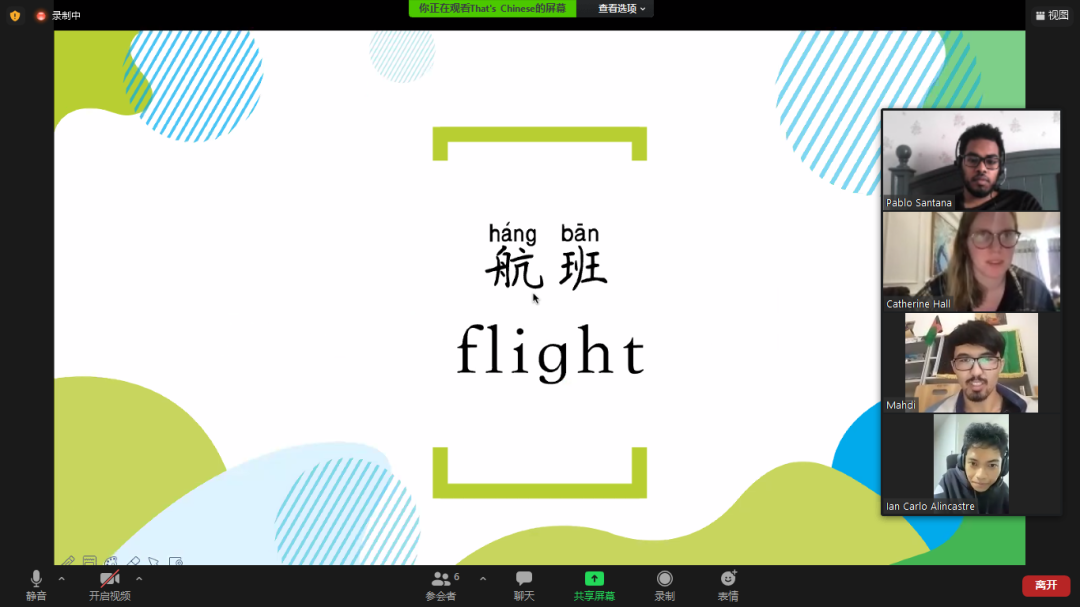 你正在观看That's Chinese的屏幕 查看选项
录制中
视图
háng bān
航班
flight
Pablo Santana
Catherine Hall
Mahdi
Ian Carlo Alincastre
静音
开启视频
参会者 6
聊天
共享屏幕
录制
表情
离开